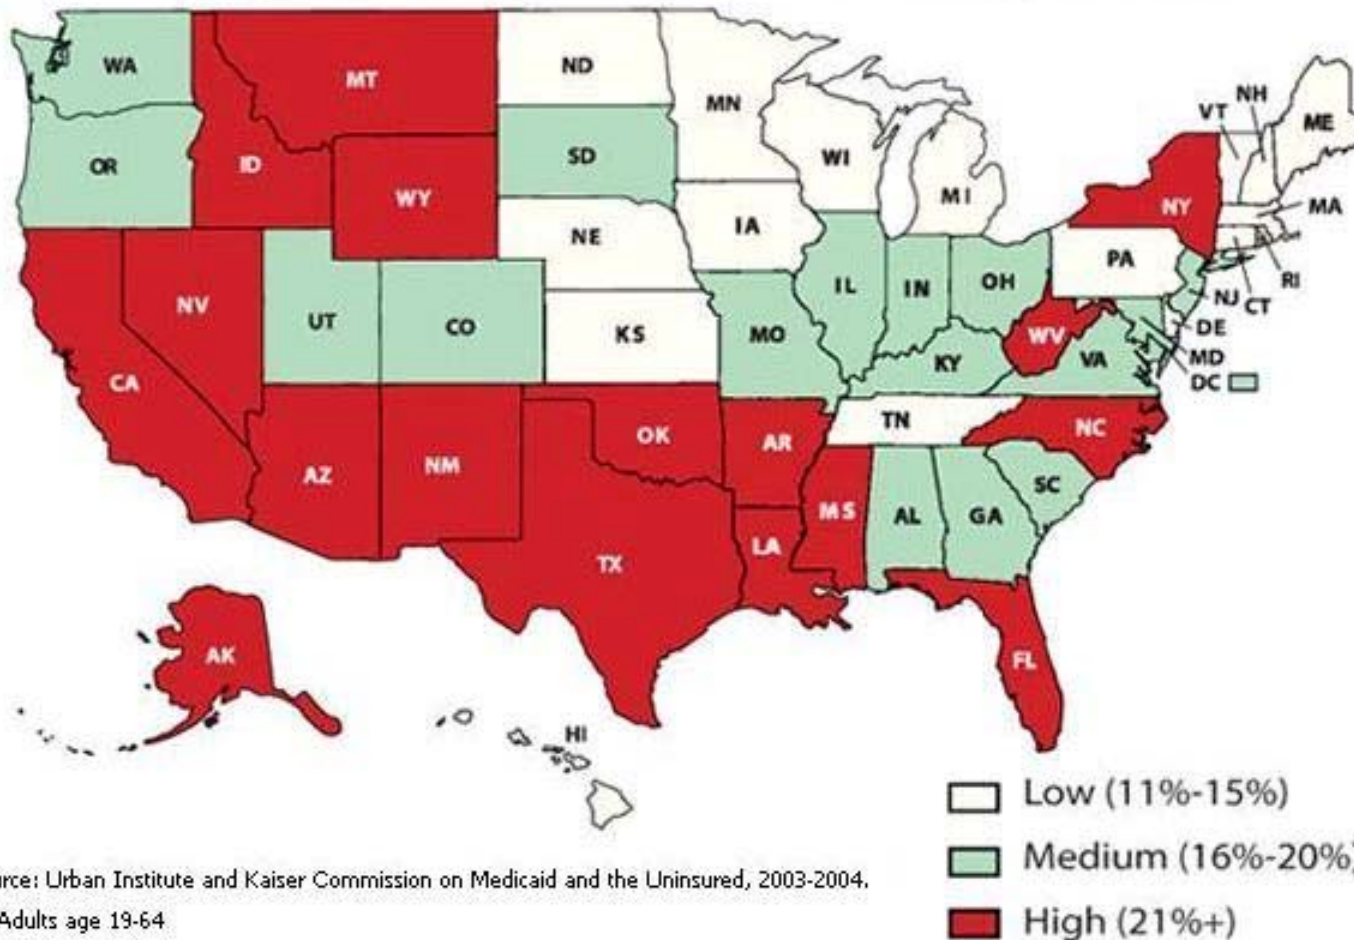 WA
MT
ND
MN
OR
ID
WY
SD
WI
MI
VT
NH
ME
NY
MA
NV
UT
CO
NE
IA
IL
IN
OH
PA
RI
CT
NJ
DE
MD
DC
CA
KS
MO
KY
WV
VA
AZ
NM
OK
AR
TN
NC
TX
LA
MS
AL
GA
SC
AK
HI
FL
Low (11%-15%)
Medium (16%-20%)
High (21%+)
rce: Urban Institute and Kaiser Commission on Medicaid and the Uninsured, 2003-2004.
Adults age 19-64